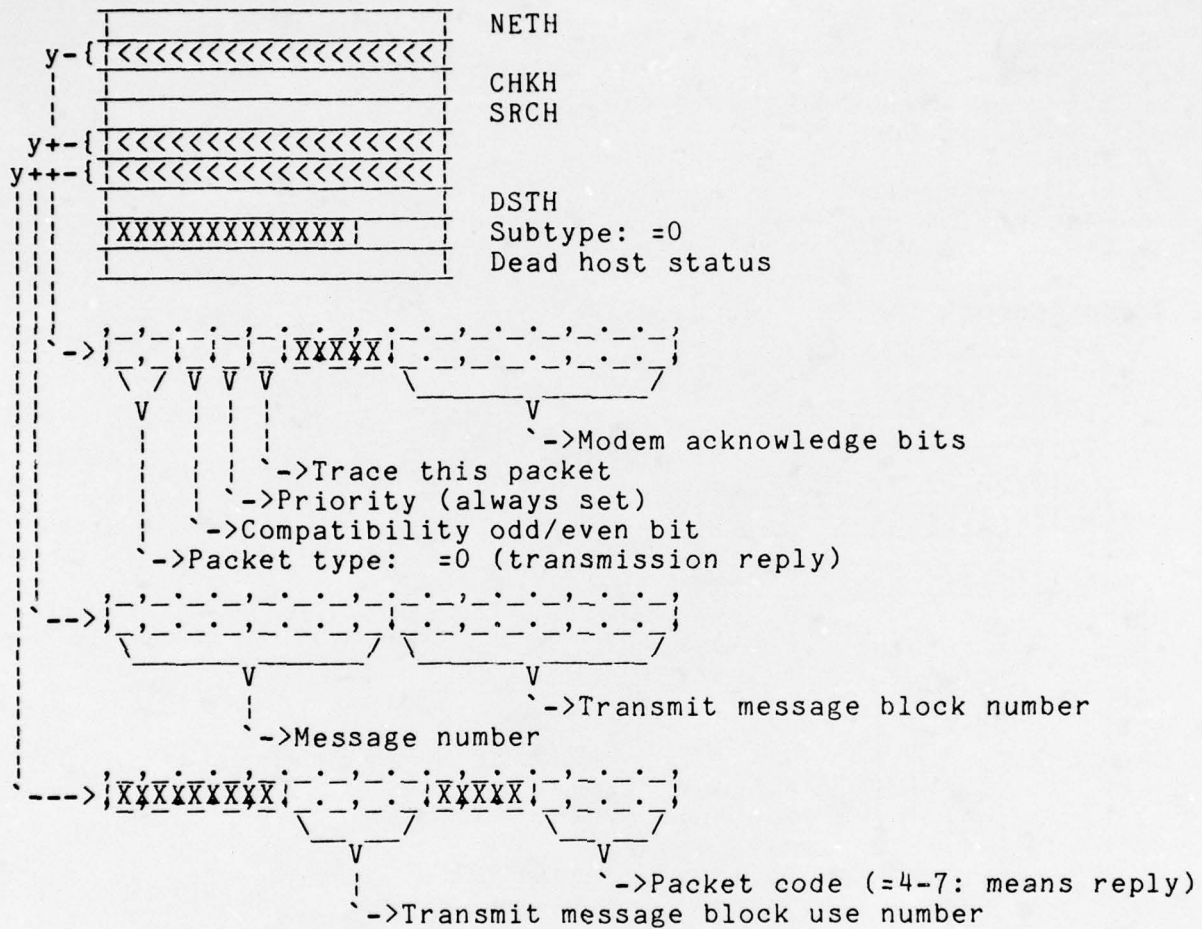 NETH
y-{ <<<<<<<<<<<<<<<<<<
CHKH
SRCH
y+-{ <<<<<<<<<<<<<<<<<<
y++-{ <<<<<<<<<<<<<<<<<<
DSTH
XXXXXXXXXXXXX Subtype: =0
Dead host status
XXXXX
V V V
V V
`->Modem acknowledge bits
`->Trace this packet
`->Priority (always set)
`->Compatibility odd/even bit
`->Packet type: =0 (transmission reply)
V V
`->Transmit message block number
`->Message number
XXXXXXXXX XXXXX
V V
`->Packet code (=4-7: means reply)
`->Transmit message block use number